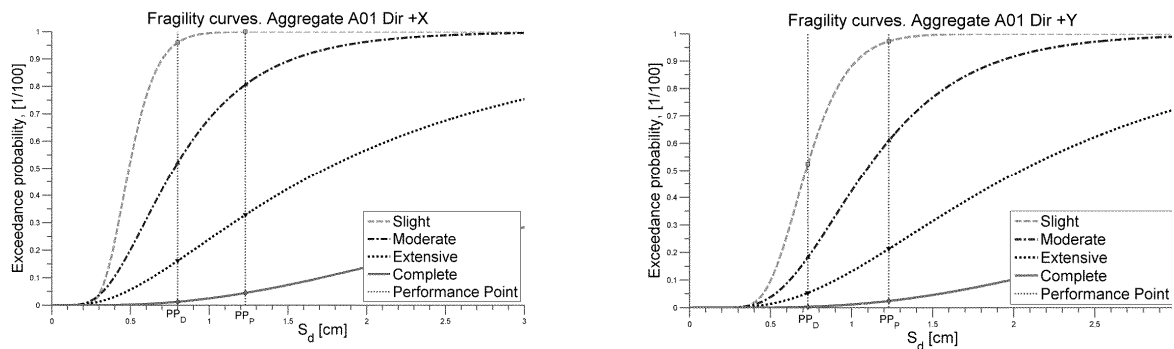 Fragility curves. Aggregate A01 Dir +X
Exceedance probability, [1/100]
1
0.9
0.8
0.7
0.6
0.5
0.4
0.3
0.2
0.1
0
0 0.5 PP_D 1 PP_P 1.5 2 2.5 3
S_d [cm]
Slight
Moderate
Extensive
Complete
Performance Point
Fragility curves. Aggregate A01 Dir +Y
Exceedance probability, [1/100]
1
0.9
0.8
0.7
0.6
0.5
0.4
0.3
0.2
0.1
0
0 0.5 PP_D 1 PP_P 1.5 2 2.5
S_d [cm]
Slight
Moderate
Extensive
Complete
Performance Point